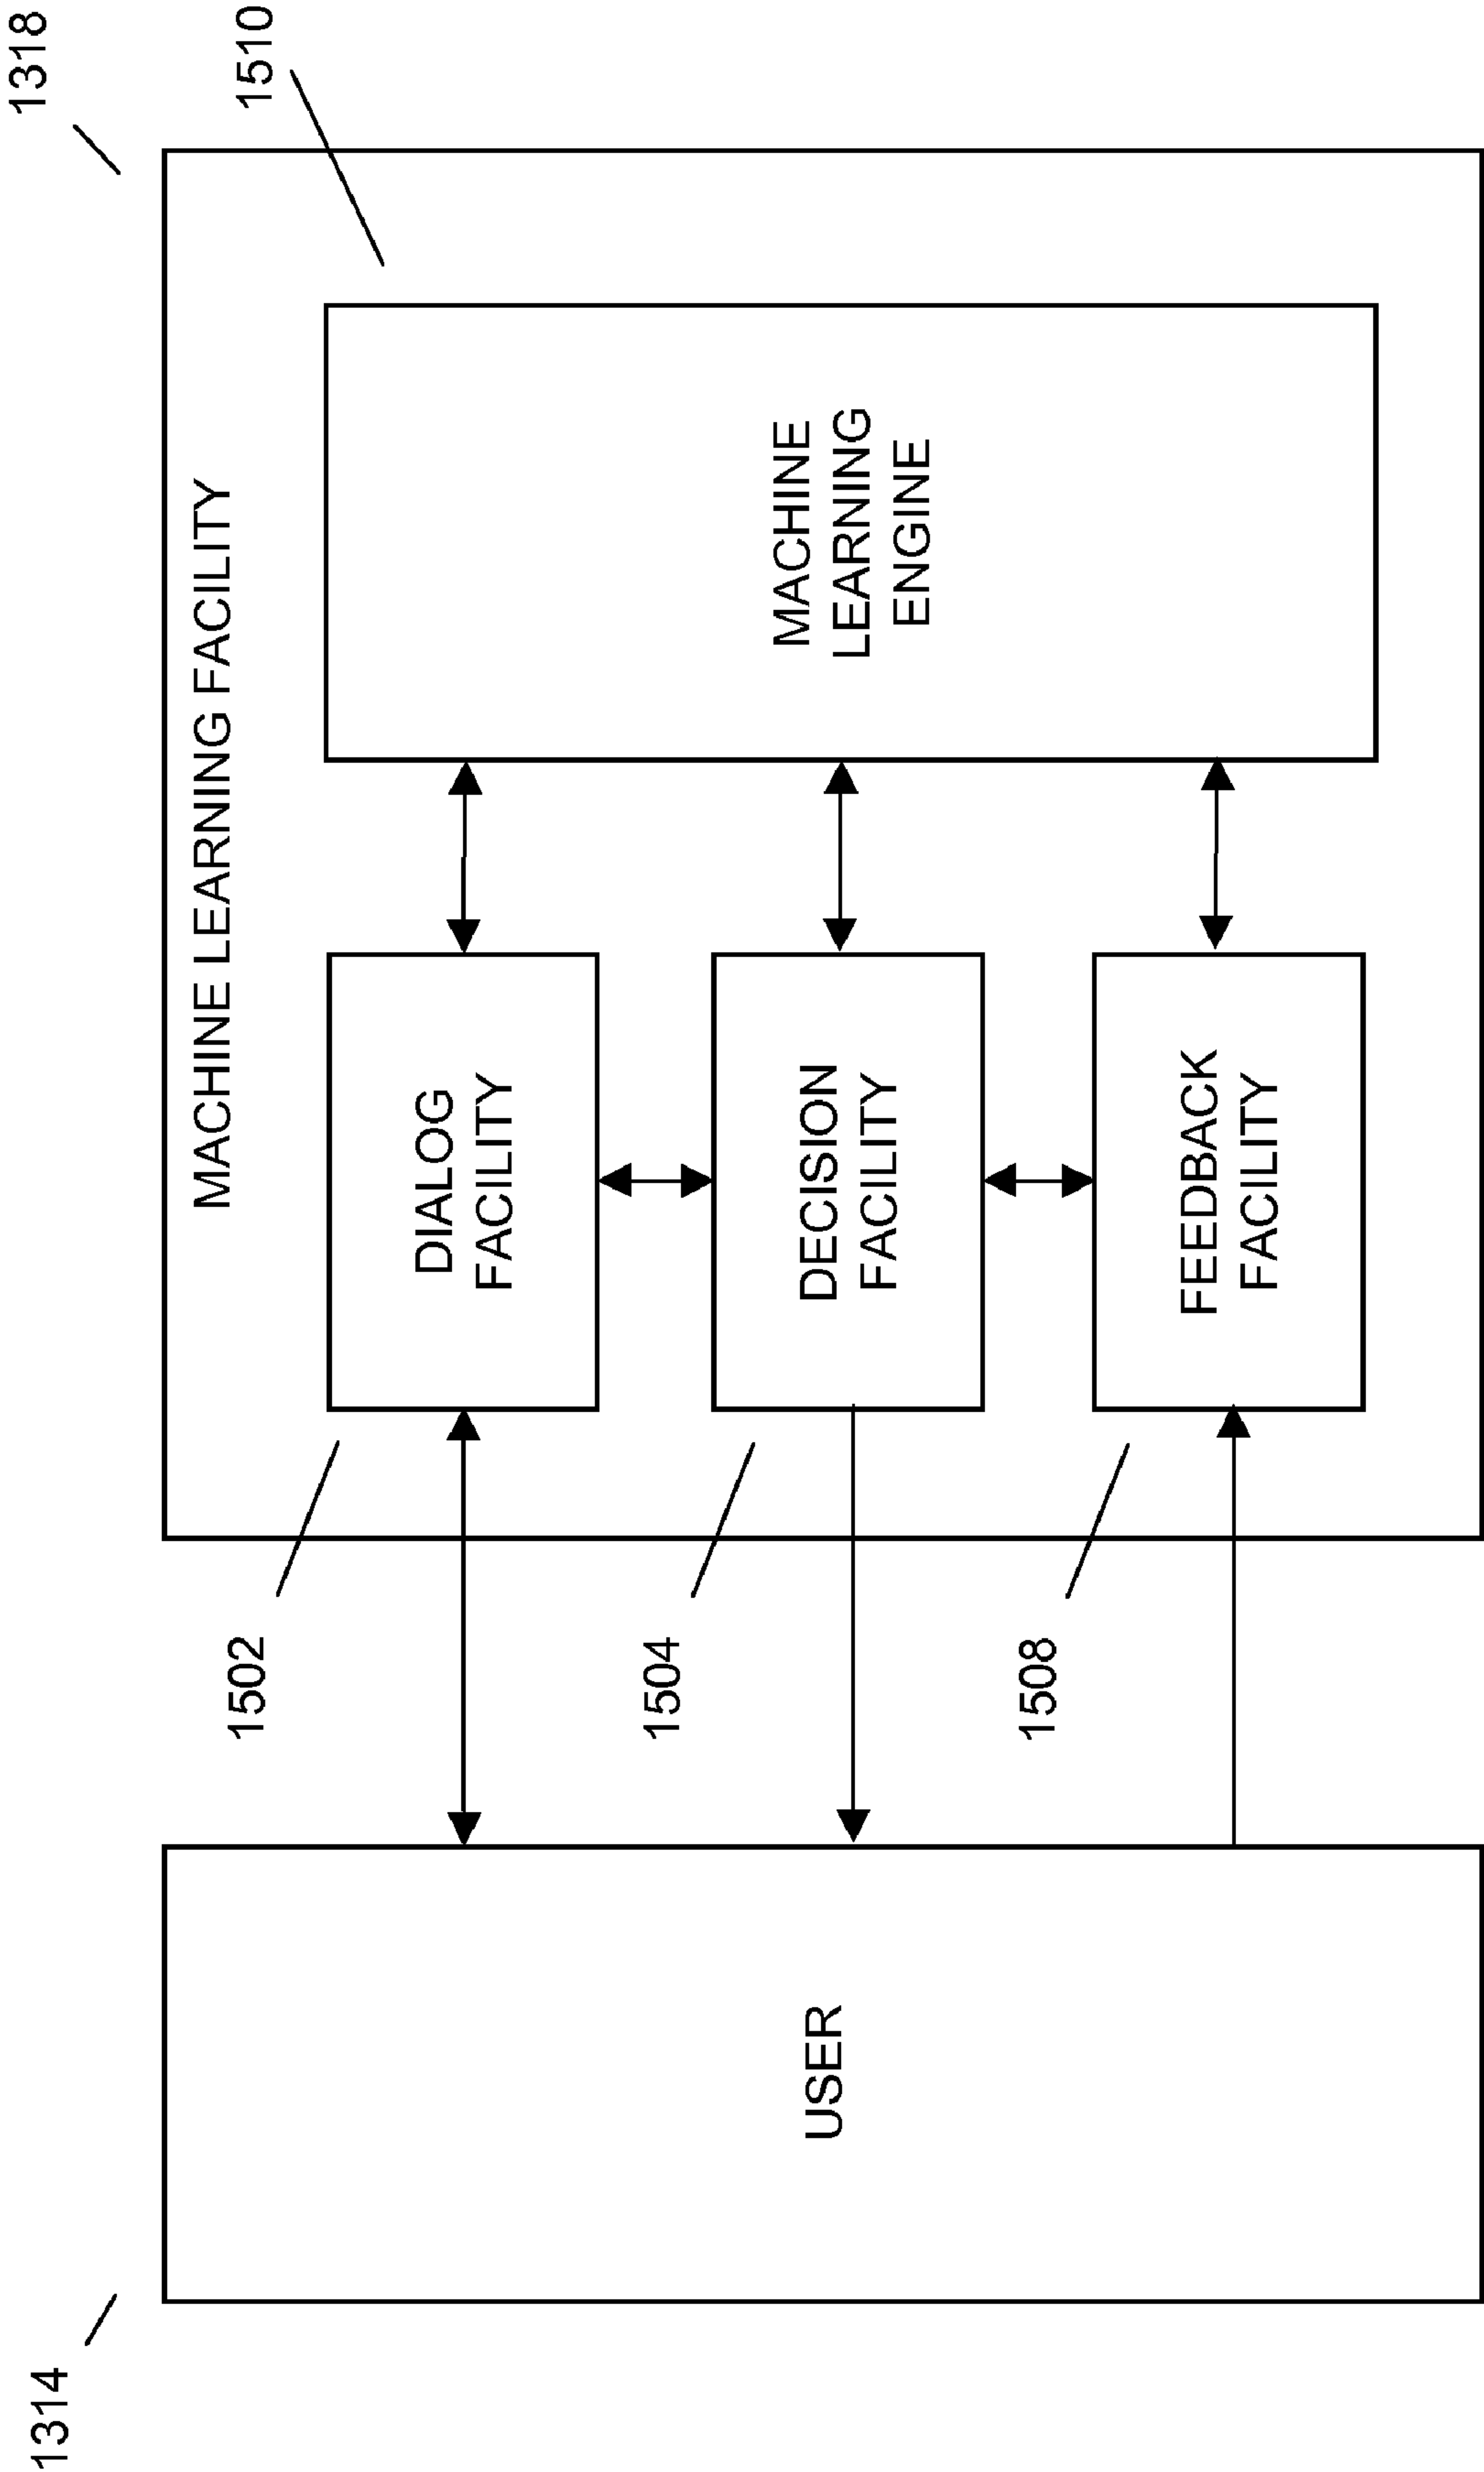 1314
USER
1318
MACHINE LEARNING FACILITY
1502
DIALOG
FACILITY
1504
DECISION
FACILITY
1508
FEEDBACK
FACILITY
1510
MACHINE
LEARNING
ENGINE